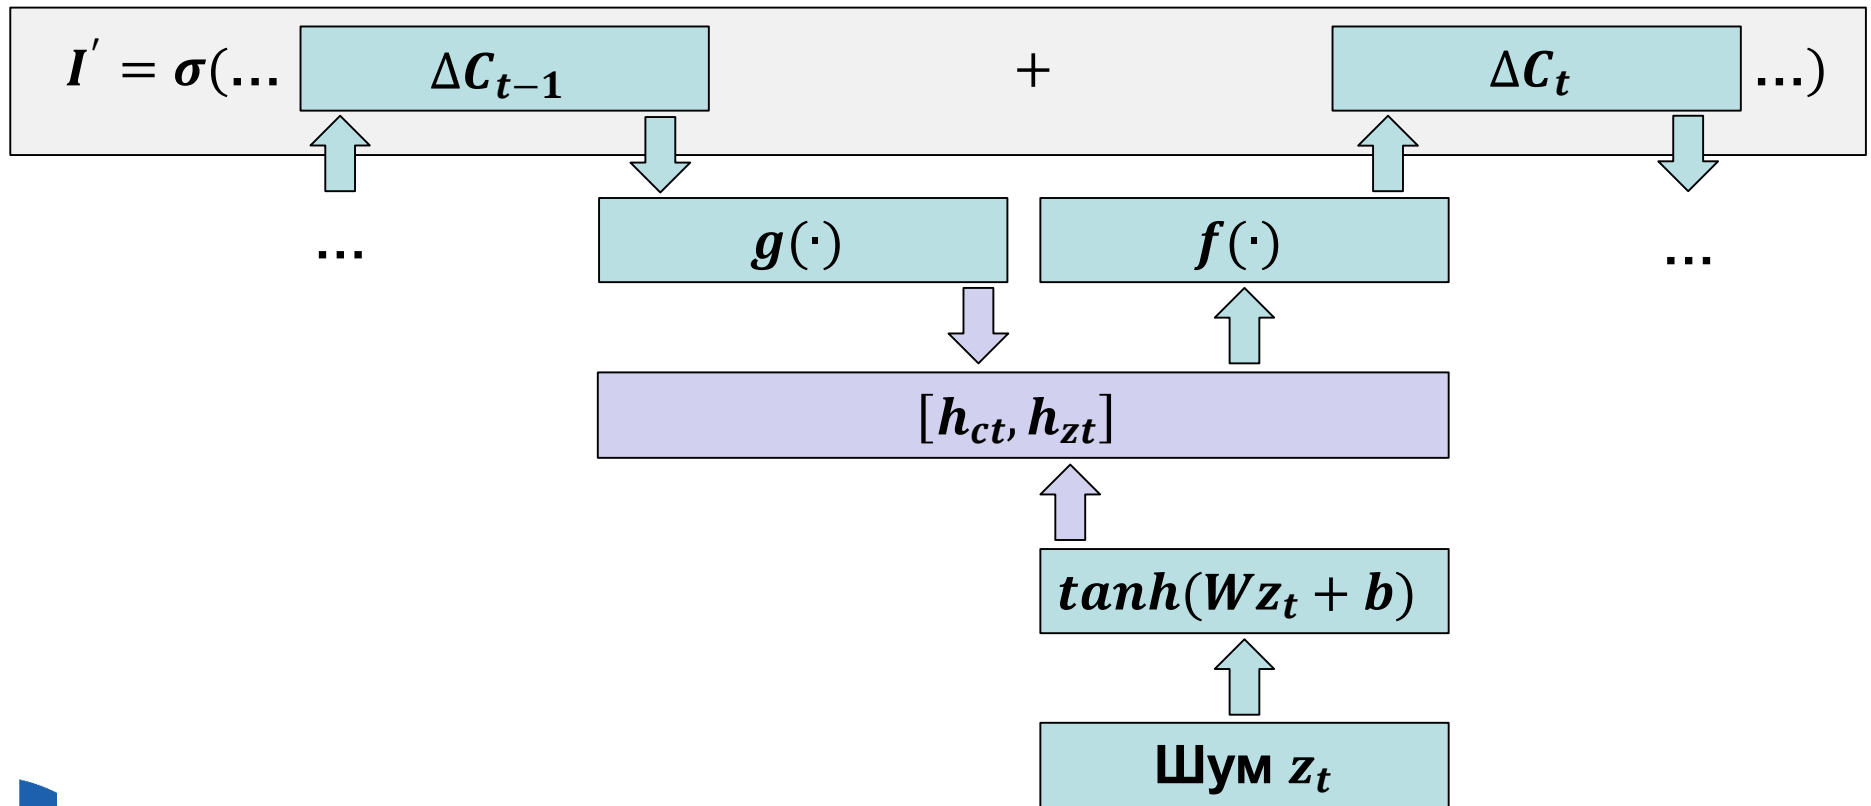 I′ = σ(... ΔC_{t−1} + ΔC_t ...)
... g(·) f(·) ...
[h_{ct}, h_{zt}]
tanh(Wz_t + b)
Шум z_t